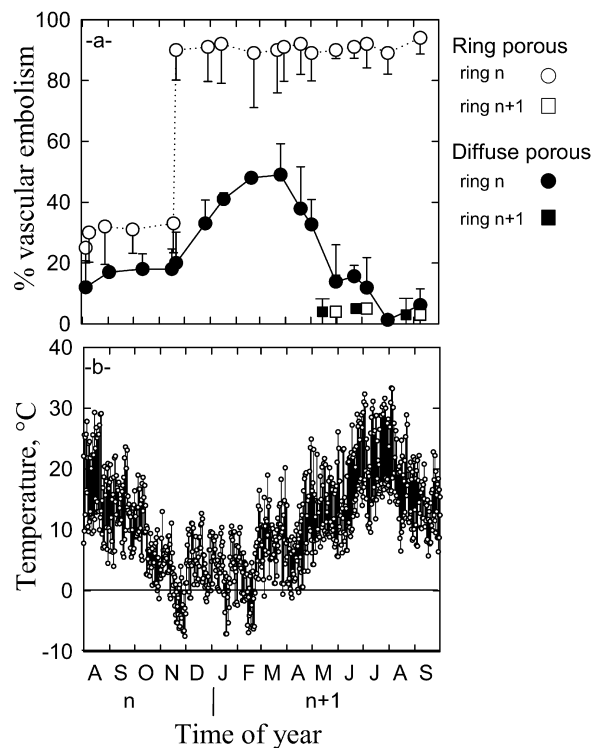 -a-
100
80
60
40
20
0
% vascular embolism
Ring porous
ring n
ring n+1
Diffuse porous
ring n
ring n+1
-b-
40
30
20
10
0
-10
Temperature, °C
A S O N D J F M A M J J A S
n n+1
Time of year